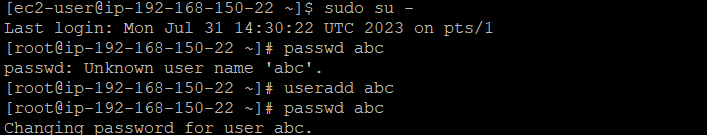 [ec2-user@ip-192-168-150-22 ~]$ sudo su -
Last login: Mon Jul 31 14:30:22 UTC 2023 on pts/1
[root@ip-192-168-150-22 ~]# passwd abc
passwd: Unknown user name 'abc'.
[root@ip-192-168-150-22 ~]# useradd abc
[root@ip-192-168-150-22 ~]# passwd abc
Changing password for user abc.